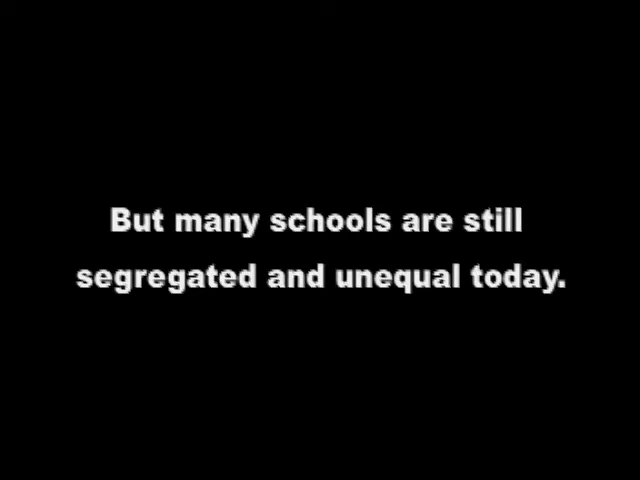 But many schools are still
segregated and unequal today.